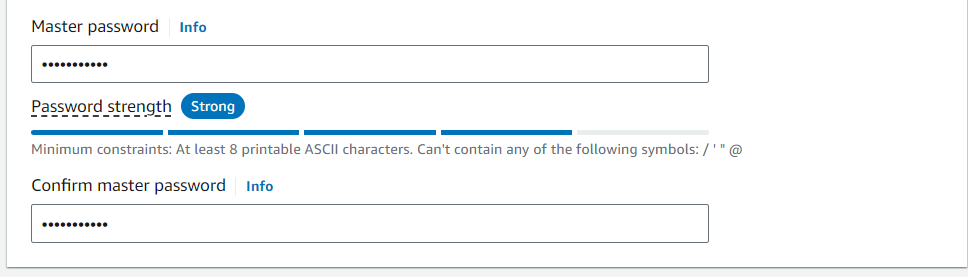 Master password Info
•••••••••••
Password strength Strong
Minimum constraints: At least 8 printable ASCII characters. Can't contain any of the following symbols: / ' " @
Confirm master password Info
•••••••••••